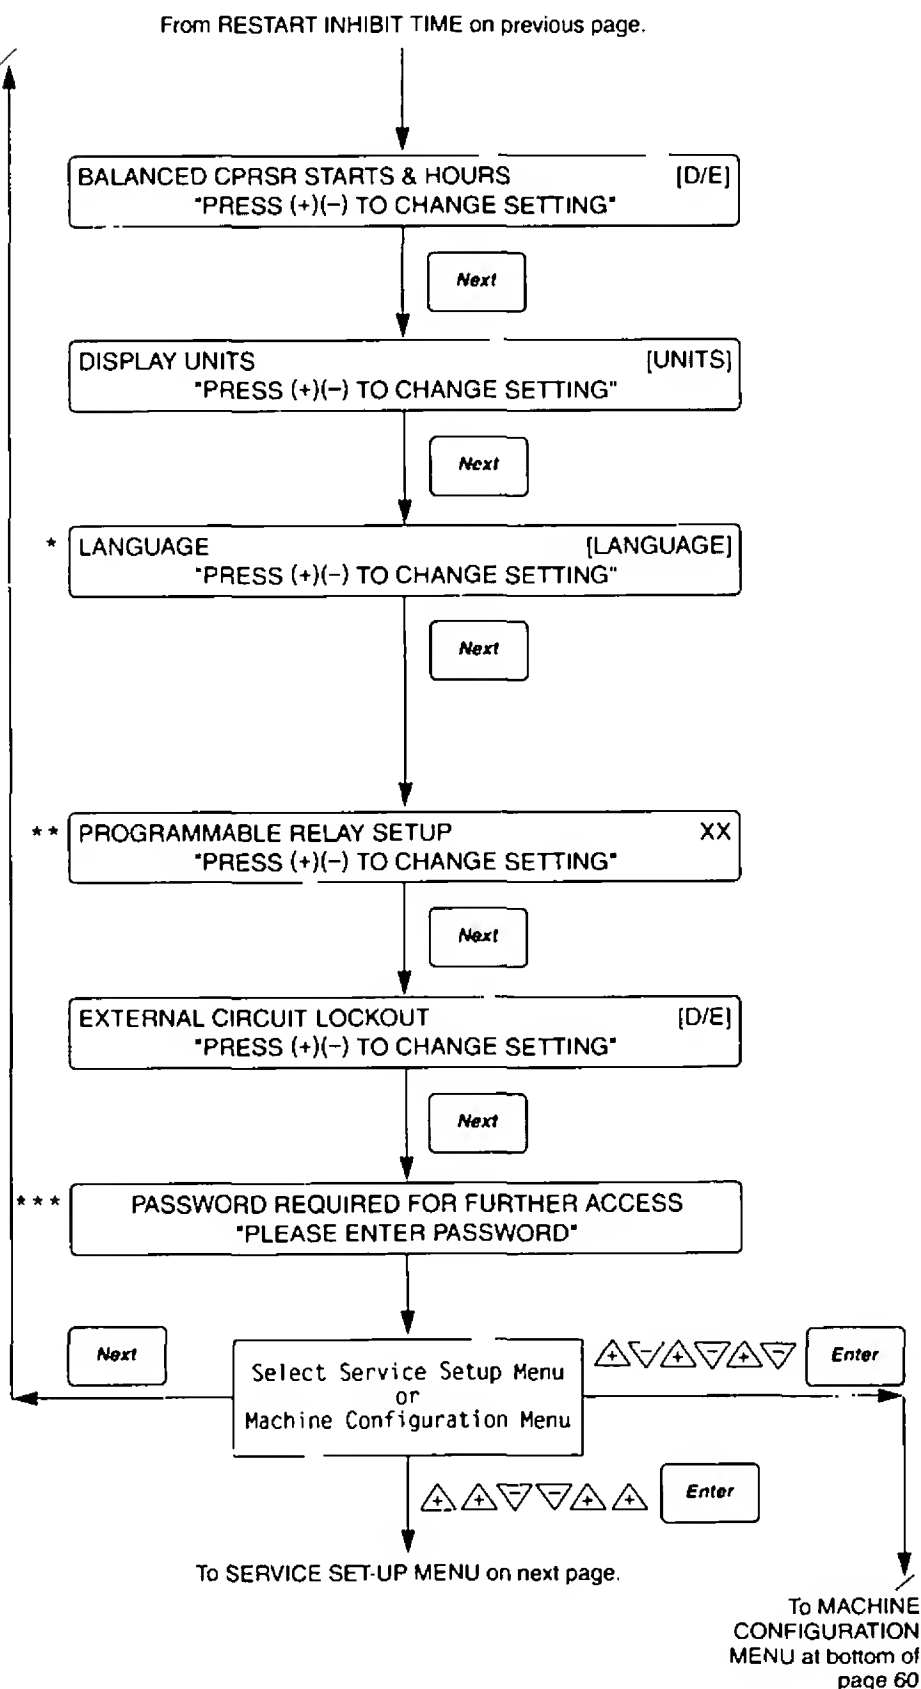 From RESTART INHIBIT TIME on previous page.
BALANCED CPRSR STARTS & HOURS [D/E]
"PRESS (+)(−) TO CHANGE SETTING"
Next
DISPLAY UNITS [UNITS]
"PRESS (+)(−) TO CHANGE SETTING"
Next
* LANGUAGE [LANGUAGE]
"PRESS (+)(−) TO CHANGE SETTING"
Next
** PROGRAMMABLE RELAY SETUP XX
"PRESS (+)(−) TO CHANGE SETTING"
Next
EXTERNAL CIRCUIT LOCKOUT [D/E]
"PRESS (+)(−) TO CHANGE SETTING"
Next
*** PASSWORD REQUIRED FOR FURTHER ACCESS
"PLEASE ENTER PASSWORD"
Next
Select Service Setup Menu
or
Machine Configuration Menu
+ − + − + − Enter
+ + − − + + Enter
To SERVICE SET-UP MENU on next page.
To MACHINE
CONFIGURATION
MENU at bottom of
page 60